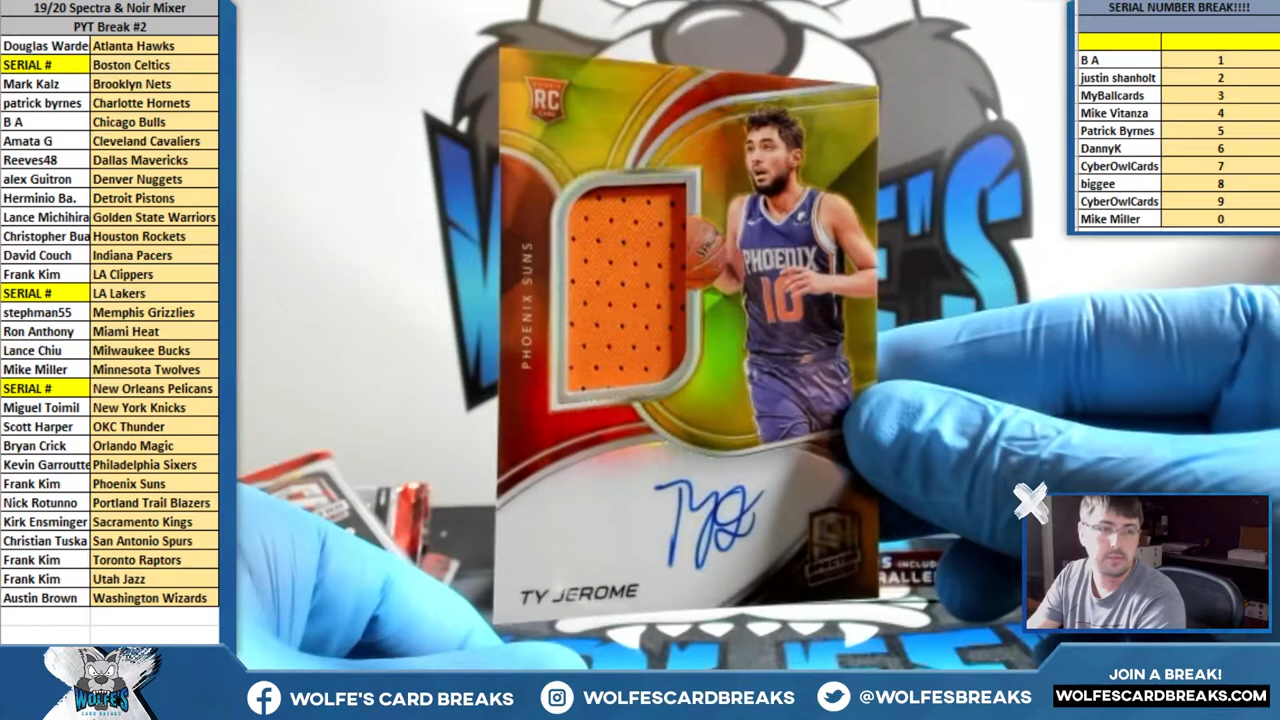 19/20 Spectra & Noir Mixer
PYT Break #2
Douglas Warde Atlanta Hawks
SERIAL # Boston Celtics
Mark Kalz Brooklyn Nets
patrick byrnes Charlotte Hornets
B A Chicago Bulls
Amata G Cleveland Cavaliers
Reeves48 Dallas Mavericks
alex Guitron Denver Nuggets
Herminio Ba. Detroit Pistons
Lance Michihira Golden State Warriors
Christopher Bua Houston Rockets
David Couch Indiana Pacers
Frank Kim LA Clippers
SERIAL # LA Lakers
stephman55 Memphis Grizzlies
Ron Anthony Miami Heat
Lance Chiu Milwaukee Bucks
Mike Miller Minnesota Twolves
SERIAL # New Orleans Pelicans
Miguel Toimil New York Knicks
Scott Harper OKC Thunder
Bryan Crick Orlando Magic
Kevin Garroutte Philadelphia Sixers
Frank Kim Phoenix Suns
Nick Rotunno Portland Trail Blazers
Kirk Ensminger Sacramento Kings
Christian Tuska San Antonio Spurs
Frank Kim Toronto Raptors
Frank Kim Utah Jazz
Austin Brown Washington Wizards
SERIAL NUMBER BREAK!!!!
B A 1
justin shanholt 2
MyBallcards 3
Mike Vitanza 4
Patrick Byrnes 5
DannyK 6
CyberOwlCards 7
biggee 8
CyberOwlCards 9
Mike Miller 0
RC
PHOENIX SUNS
PHOENIX
10
TY JEROME
WOLFE'S
CARD BREAKS
WOLFE'S CARD BREAKS
WOLFESCARDBREAKS
@WOLFESBREAKS
JOIN A BREAK!
WOLFESCARDBREAKS.COM